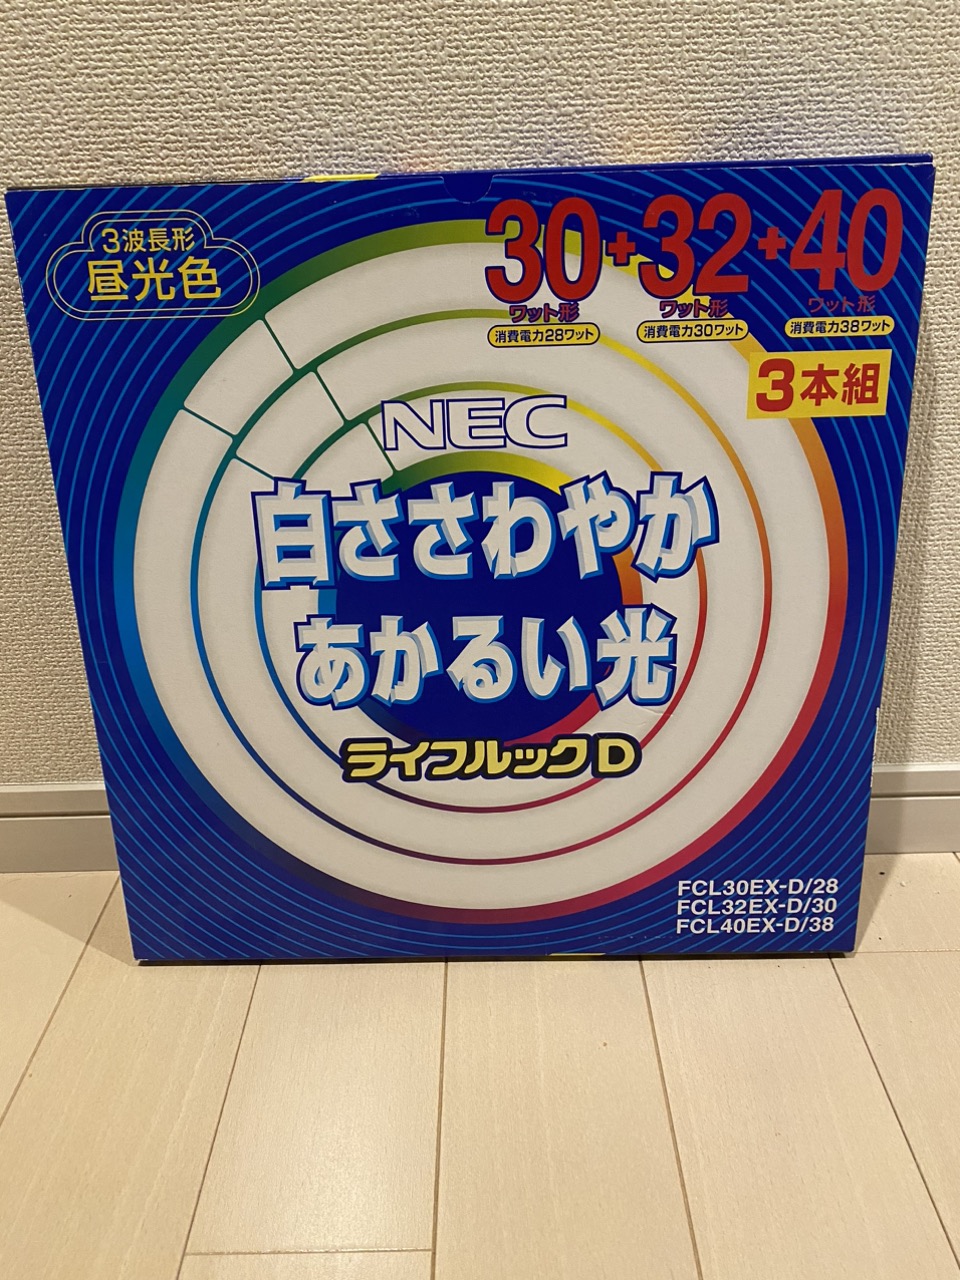 3波長形
昼光色
30+32+40
ワット形 ワット形 ワット形
消費電力28ワット 消費電力30ワット 消費電力38ワット
3本組
NEC
白ささわやか
あかるい光
ライフルックD
FCL30EX-D/28
FCL32EX-D/30
FCL40EX-D/38